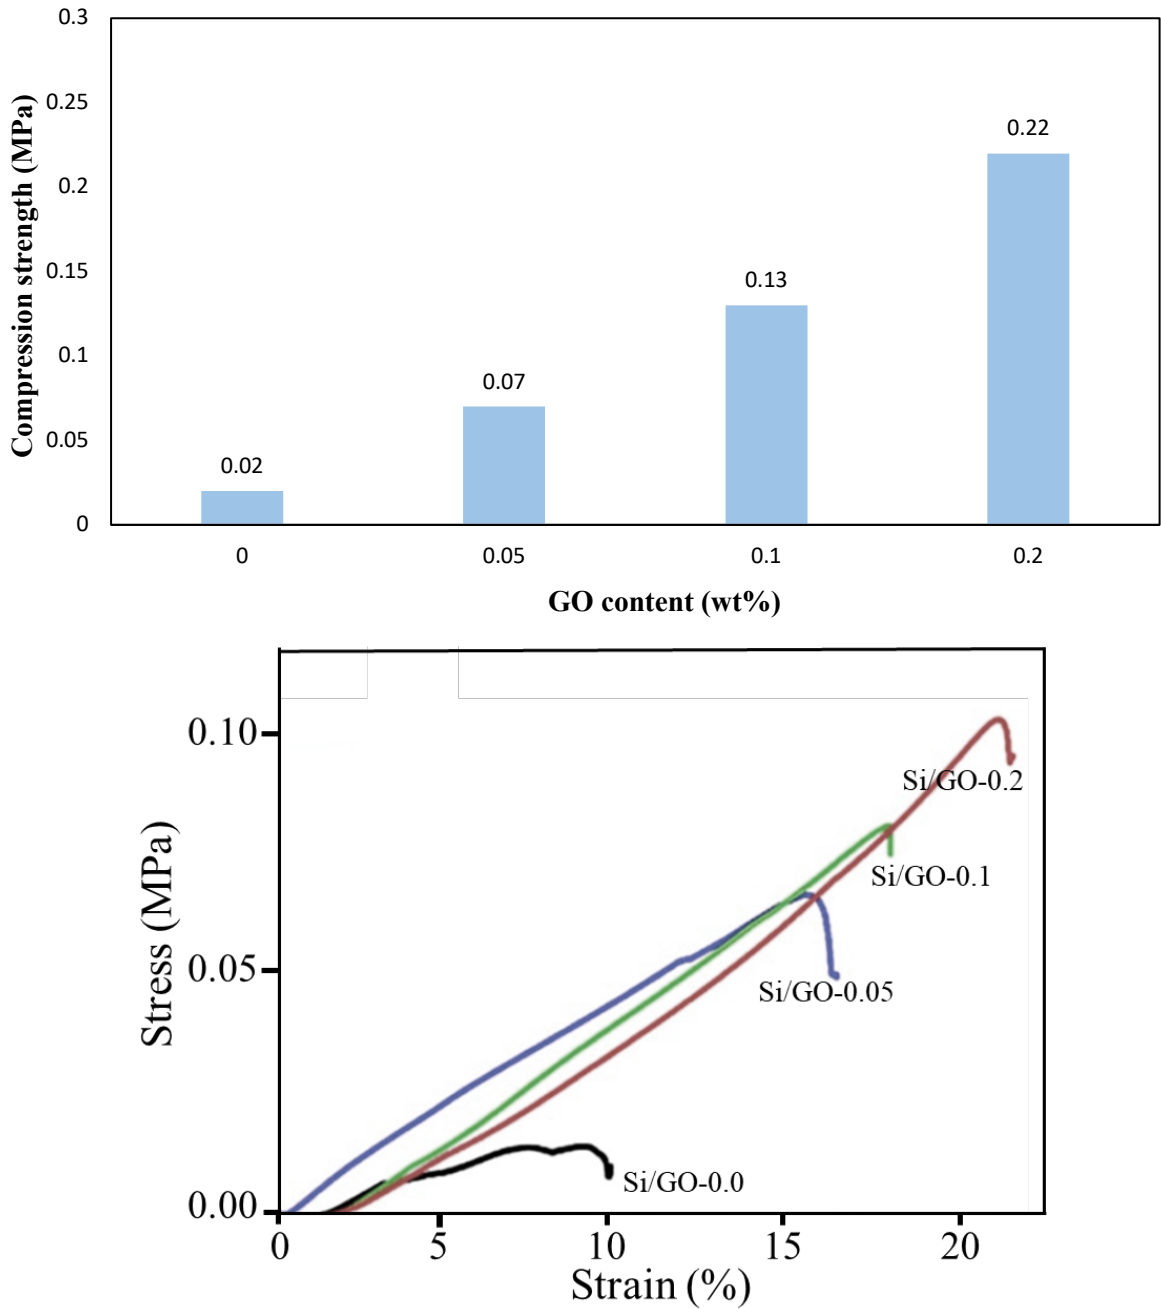 0.3
0.25
0.2
0.15
0.1
0.05
0
Compression strength (MPa)
0.02
0.07
0.13
0.22
0
0.05
0.1
0.2
GO content (wt%)
0.10
0.05
0.00
Stress (MPa)
Si/GO-0.2
Si/GO-0.1
Si/GO-0.05
Si/GO-0.0
0
5
10
15
20
Strain (%)